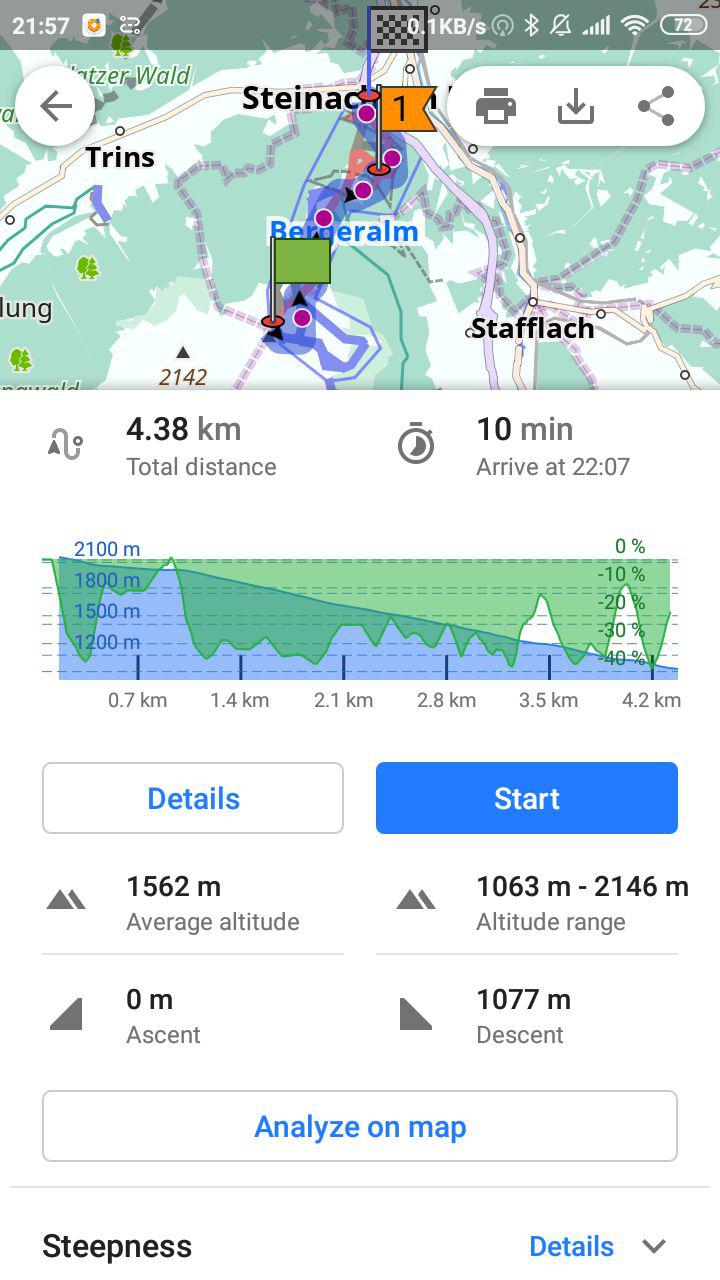 21:57
0.1KB/s
72
atzer Wald
Steinach
1
Trins
Bergeralm
lung
Stafflach
2142
4.38 km
Total distance
10 min
Arrive at 22:07
2100 m
1800 m
1500 m
1200 m
0 %
-10 %
-20 %
-30 %
-40 %
0.7 km
1.4 km
2.1 km
2.8 km
3.5 km
4.2 km
Details
Start
1562 m
Average altitude
1063 m - 2146 m
Altitude range
0 m
Ascent
1077 m
Descent
Analyze on map
Steepness
Details